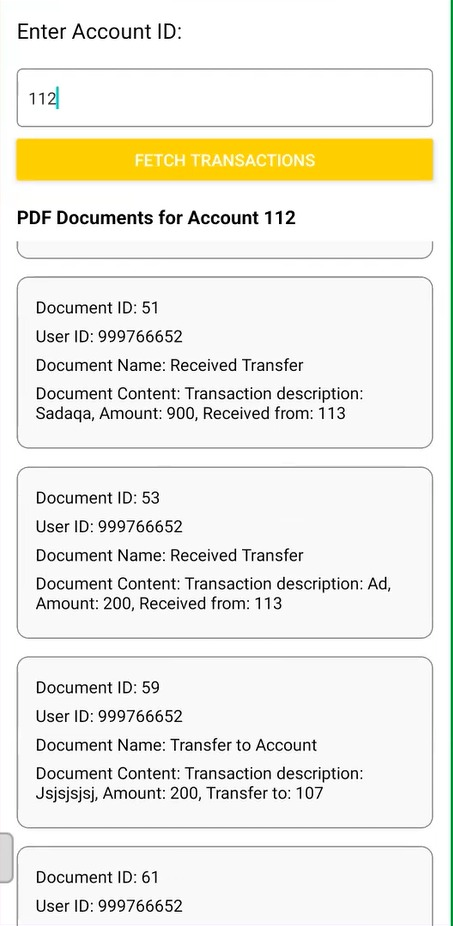 Enter Account ID:
112
FETCH TRANSACTIONS
PDF Documents for Account 112
Document ID: 51
User ID: 999766652
Document Name: Received Transfer
Document Content: Transaction description:
Sadaqa, Amount: 900, Received from: 113
Document ID: 53
User ID: 999766652
Document Name: Received Transfer
Document Content: Transaction description: Ad,
Amount: 200, Received from: 113
Document ID: 59
User ID: 999766652
Document Name: Transfer to Account
Document Content: Transaction description:
Jsjsjsjsj, Amount: 200, Transfer to: 107
Document ID: 61
User ID: 999766652